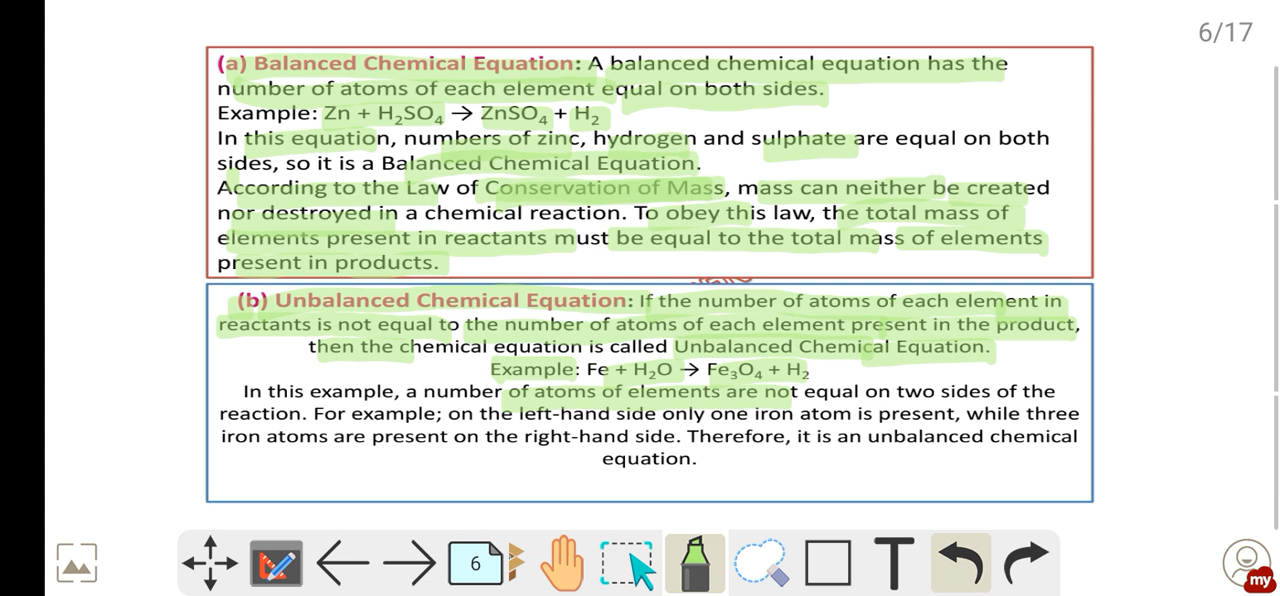 6/17
(a) Balanced Chemical Equation: A balanced chemical equation has the
number of atoms of each element equal on both sides.
Example: Zn + H₂SO₄ → ZnSO₄ + H₂
In this equation, numbers of zinc, hydrogen and sulphate are equal on both
sides, so it is a Balanced Chemical Equation.
According to the Law of Conservation of Mass, mass can neither be created
nor destroyed in a chemical reaction. To obey this law, the total mass of
elements present in reactants must be equal to the total mass of elements
present in products.
(b) Unbalanced Chemical Equation: If the number of atoms of each element in
reactants is not equal to the number of atoms of each element present in the product,
then the chemical equation is called Unbalanced Chemical Equation.
Example: Fe + H₂O → Fe₃O₄ + H₂
In this example, a number of atoms of elements are not equal on two sides of the
reaction. For example; on the left-hand side only one iron atom is present, while three
iron atoms are present on the right-hand side. Therefore, it is an unbalanced chemical
equation.
6
T
my